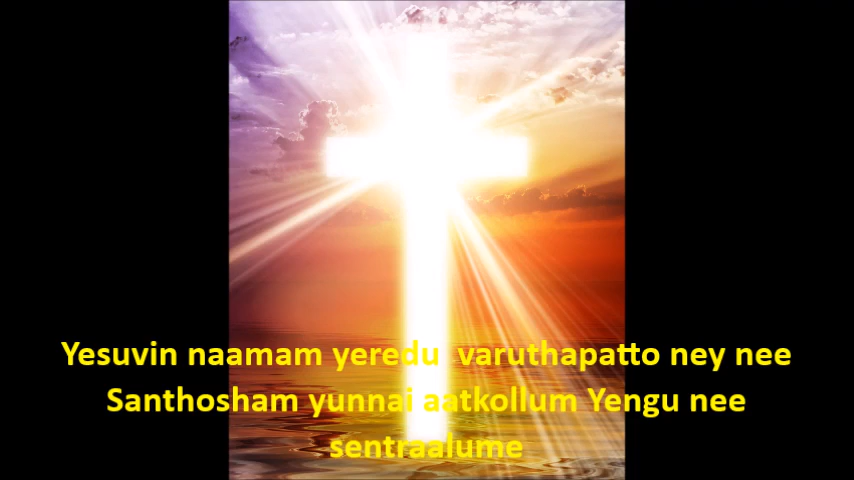 Yesuvin naamam yeredu varuthapatto ney nee
Santhosham yunnai aatkollum Yengu nee
sentraalume